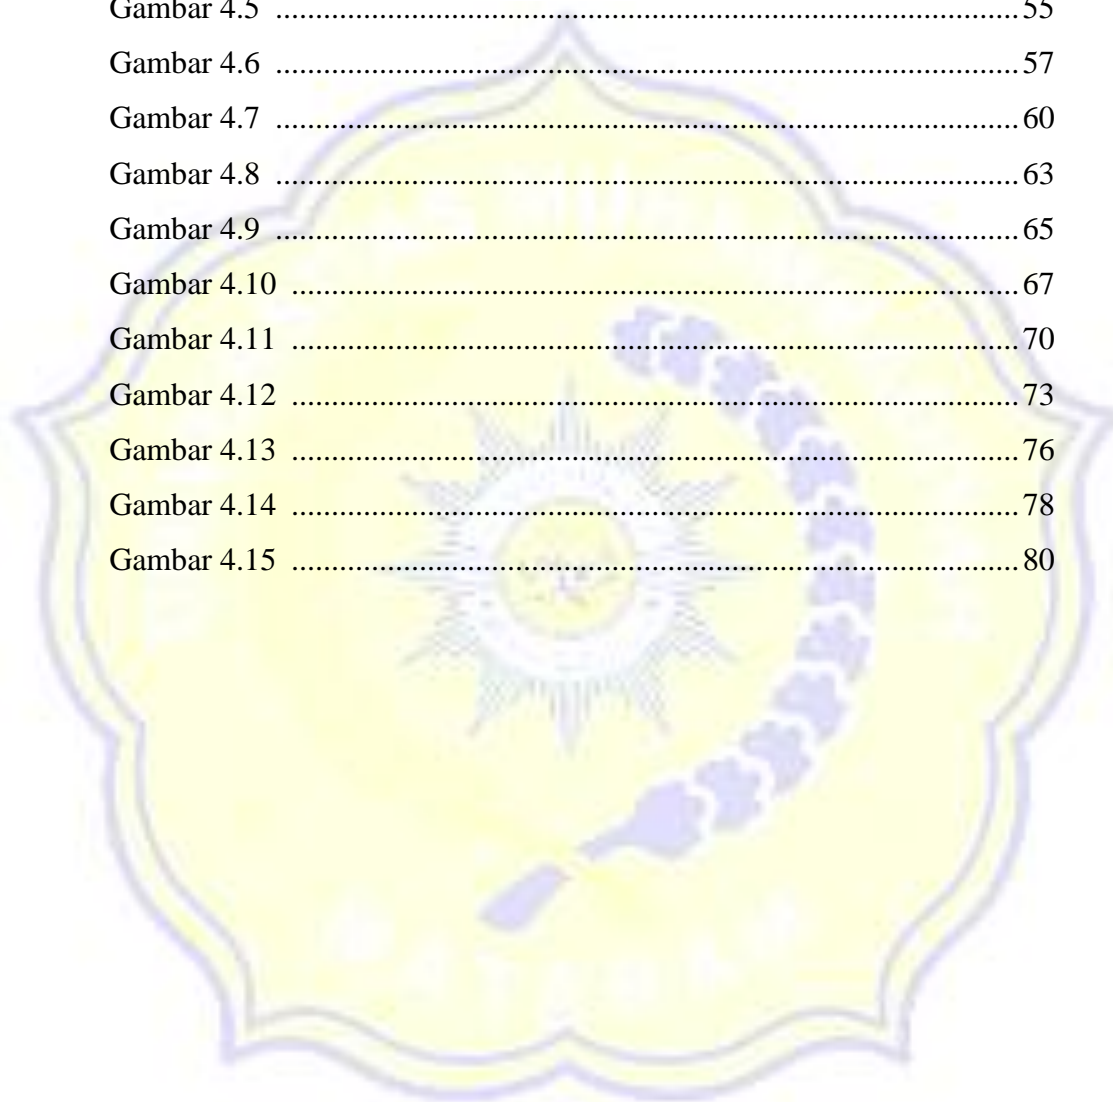 Gambar 4.5 ........ 55
Gambar 4.6 ........ 57
Gambar 4.7 ........ 60
Gambar 4.8 ........ 63
Gambar 4.9 ........ 65
Gambar 4.10 ........ 67
Gambar 4.11 ........ 70
Gambar 4.12 ........ 73
Gambar 4.13 ........ 76
Gambar 4.14 ........ 78
Gambar 4.15 ........ 80
MATARAM